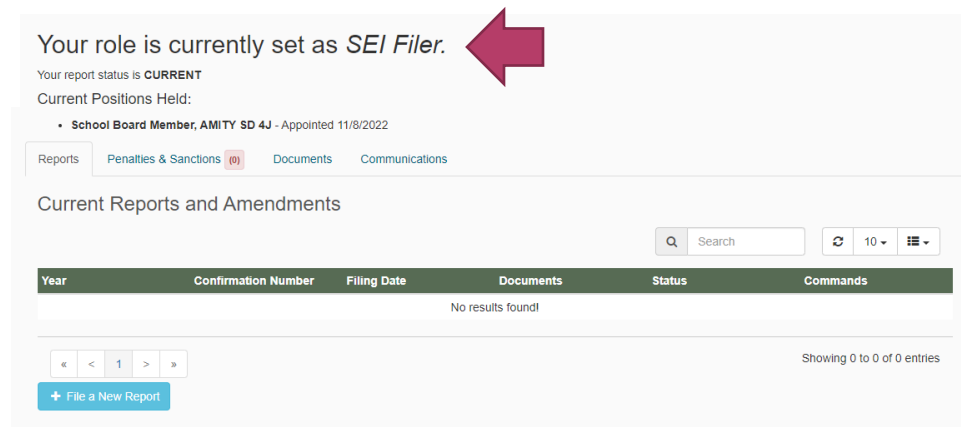 Your role is currently set as SEI Filer.
Your report status is CURRENT
Current Positions Held:
• School Board Member, AMITY SD 4J - Appointed 11/8/2022
Reports Penalties & Sanctions (0) Documents Communications
Current Reports and Amendments
Search 10
Year Confirmation Number Filing Date Documents Status Commands
No results found!
« < 1 > » Showing 0 to 0 of 0 entries
+ File a New Report